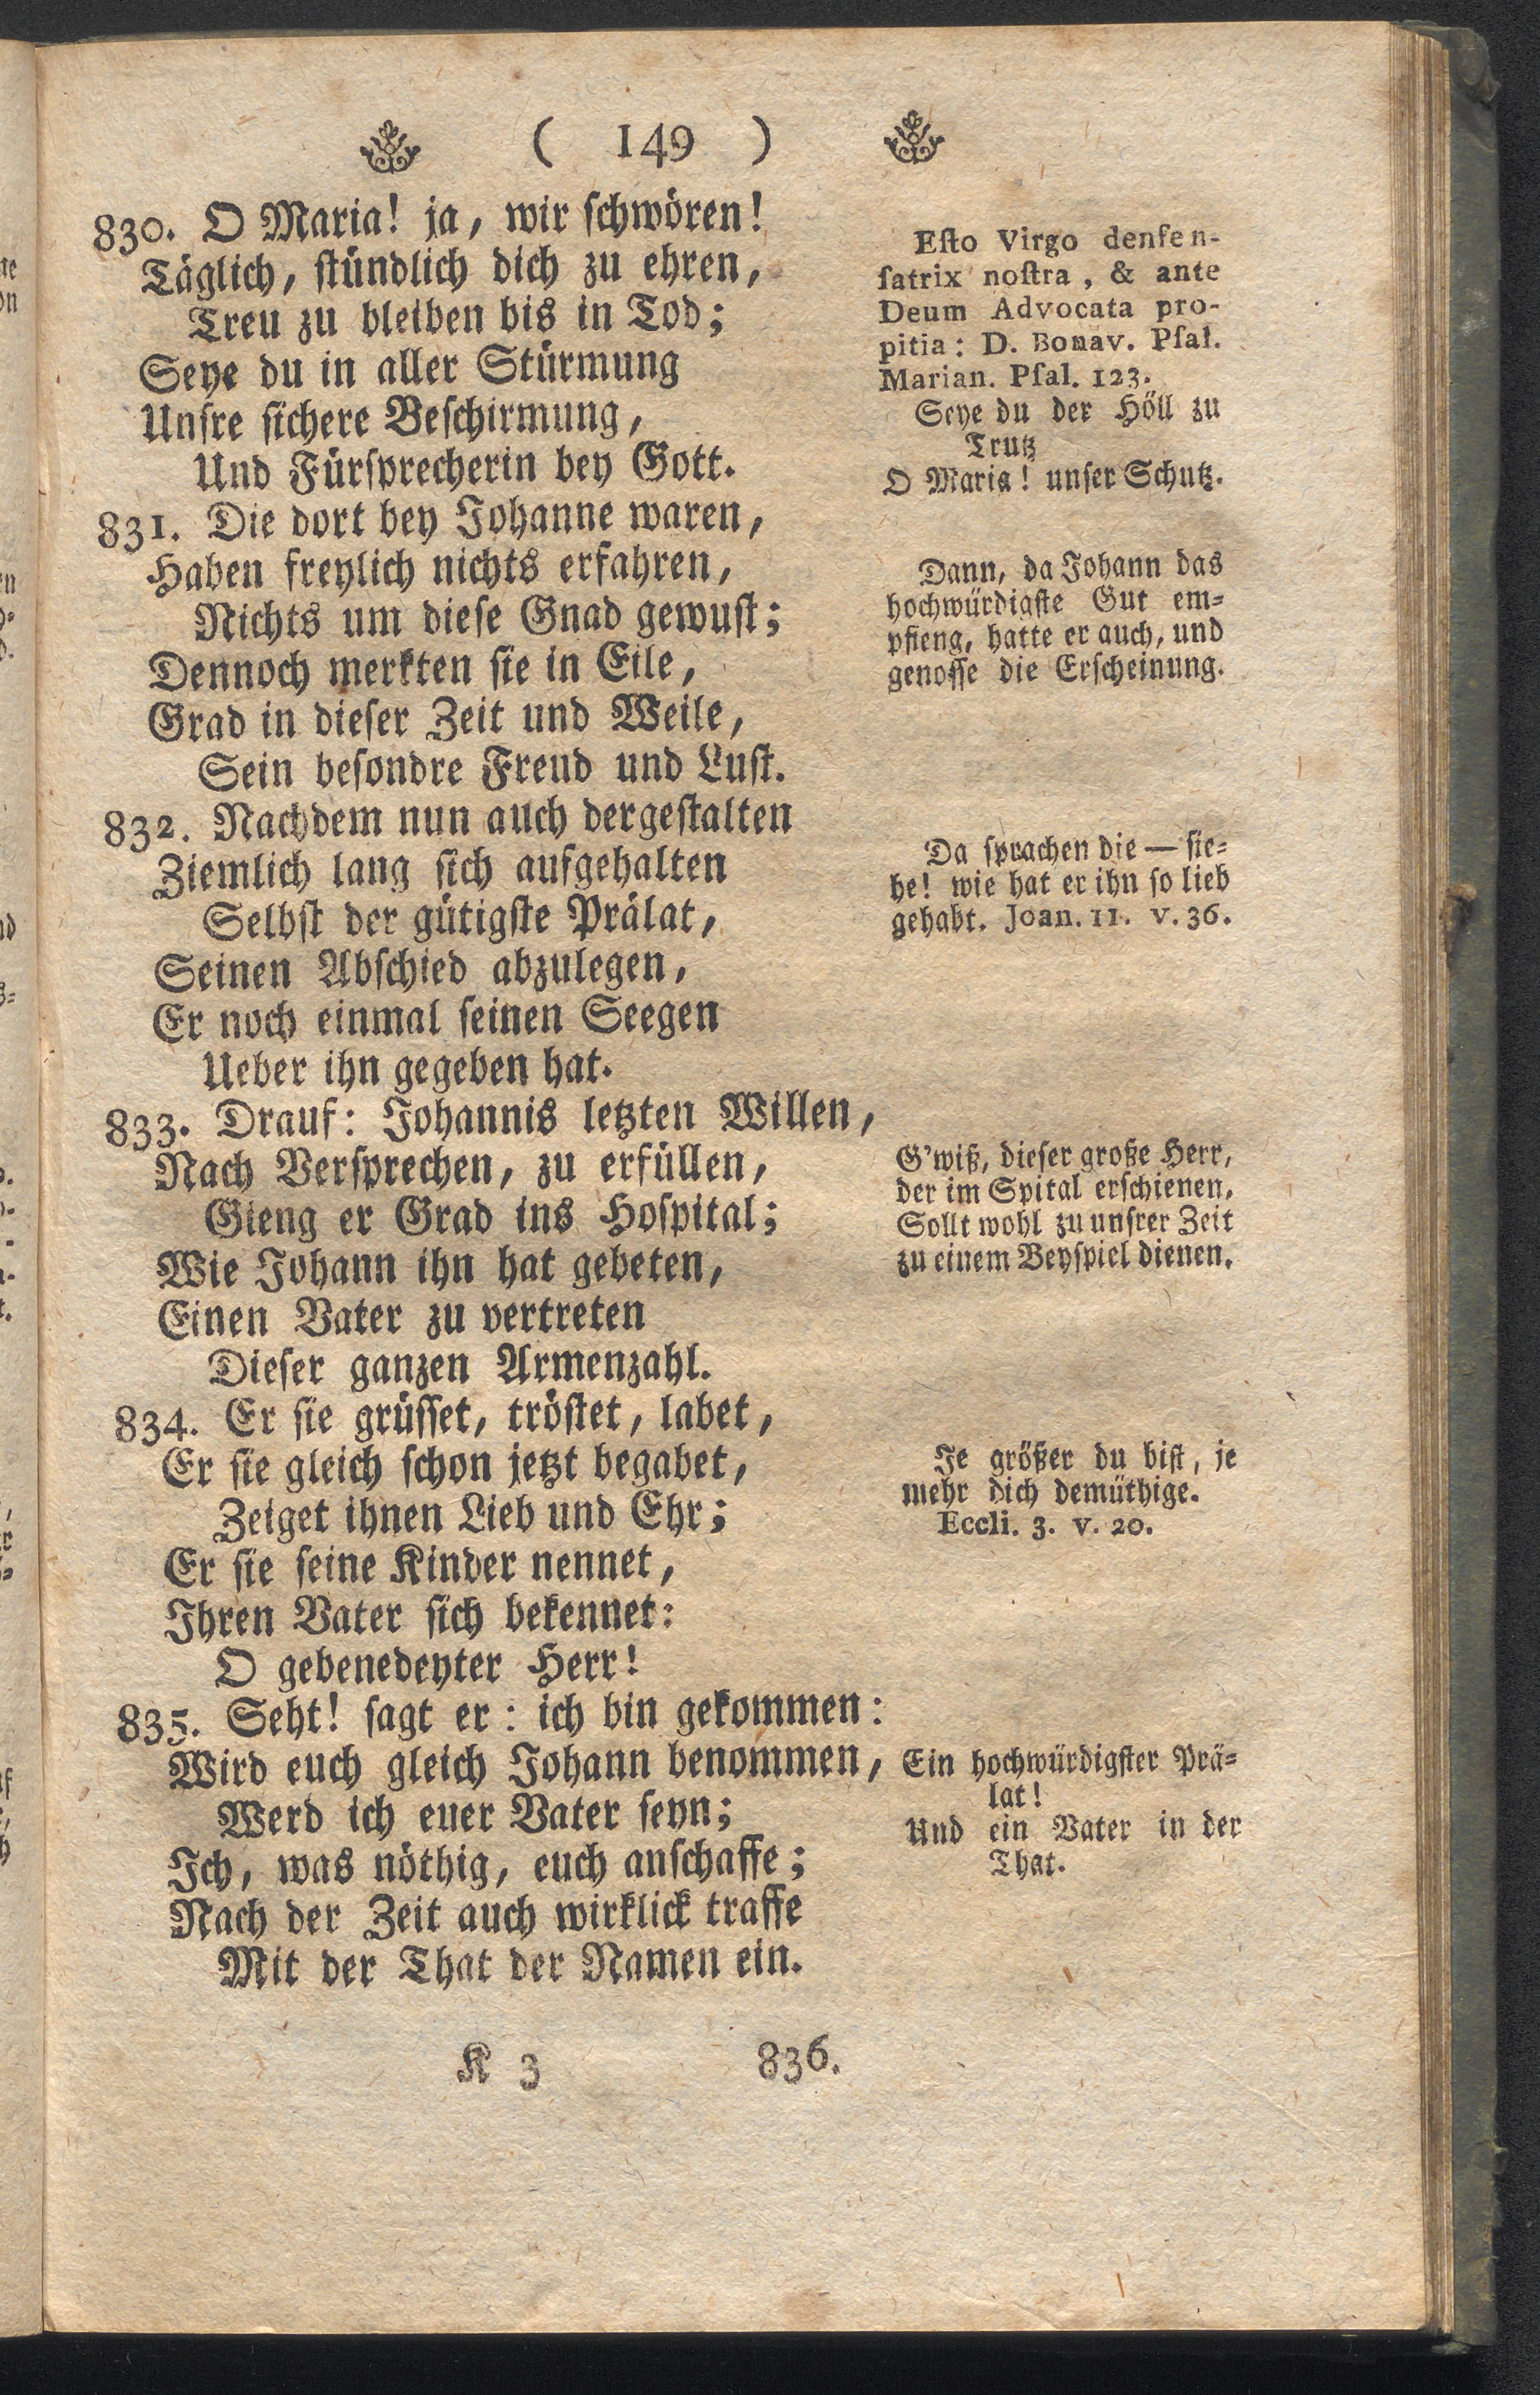 ( 149 )
830. O Maria! ja, wir schwören!
Täglich, stündlich dich zu ehren,
Treu zu bleiben bis in Tod;
Seye du in aller Stürmung
Unsre sichere Beschirmung,
Und Fürsprecherin bey Gott.
831. Die dort bey Johanne waren,
Haben freylich nichts erfahren,
Nichts um diese Gnad gewust;
Dennoch merkten sie in Eile,
Grad in dieser Zeit und Weile,
Sein besondre Freud und Lust.
832. Nachdem nun auch dergestalten
Ziemlich lang sich aufgehalten
Selbst der gütigste Prälat,
Seinen Abschied abzulegen,
Er noch einmal seinen Seegen
Ueber ihn gegeben hat.
833. Drauf: Johannis letzten Willen,
Nach Versprechen, zu erfüllen,
Gieng er Grad ins Hospital;
Wie Johann ihn hat gebeten,
Einen Vater zu vertreten
Dieser ganzen Armenzahl.
834. Er sie grüsset, tröstet, labet,
Er sie gleich schon jetzt begabet,
Zeiget ihnen Lieb und Ehr;
Er sie seine Kinder nennet,
Ihren Vater sich bekennet:
O gebenedeyter Herr!
835. Seht! sagt er: ich bin gekommen:
Wird euch gleich Johann benommen,
Werd ich euer Vater seyn;
Ich, was nöthig, euch anschaffe;
Nach der Zeit auch wirklick traffe
Mit der That der Namen ein.
Eſto Virgo denfen-
ſatrix noſtra, & ante
Deum Advocata pro-
pitia: D. Bonav. Pſal.
Marian. Pſal. 123.
Seye du der Höll zu
Trutz
O Maria! unser Schutz.
Dann, da Johann das
hochwürdigste Gut em-
pfieng, hatte er auch, und
genosse die Erscheinung.
Da sprachen die — sie-
he! wie hat er ihn so lieb
gehabt. Joan. 11. v. 36.
G'wiß, dieser große Herr,
der im Spital erschienen,
Sollt wohl zu unsrer Zeit
zu einem Beyspiel dienen.
Je größer du bist, je
mehr dich demüthige.
Eccli. 3. v. 20.
Ein hochwürdigster Prä-
lat!
Und ein Vater in der
That.
K 3
836.